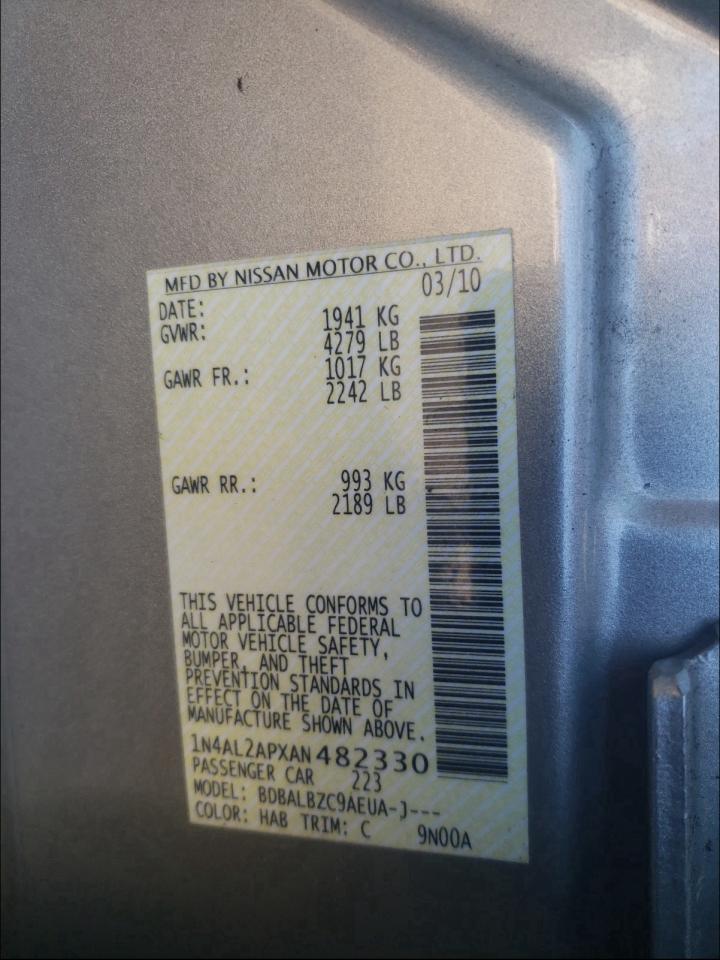 MFD BY NISSAN MOTOR CO., LTD.
DATE: 03/10
GVWR: 1941 KG
4279 LB
GAWR FR.: 1017 KG
2242 LB
GAWR RR.: 993 KG
2189 LB
THIS VEHICLE CONFORMS TO
ALL APPLICABLE FEDERAL
MOTOR VEHICLE SAFETY,
BUMPER, AND THEFT
PREVENTION STANDARDS IN
EFFECT ON THE DATE OF
MANUFACTURE SHOWN ABOVE.
1N4AL2APXAN482330
PASSENGER CAR 223
MODEL: BDBALBZC9AEUA-J---
COLOR: HAB TRIM: C 9N00A